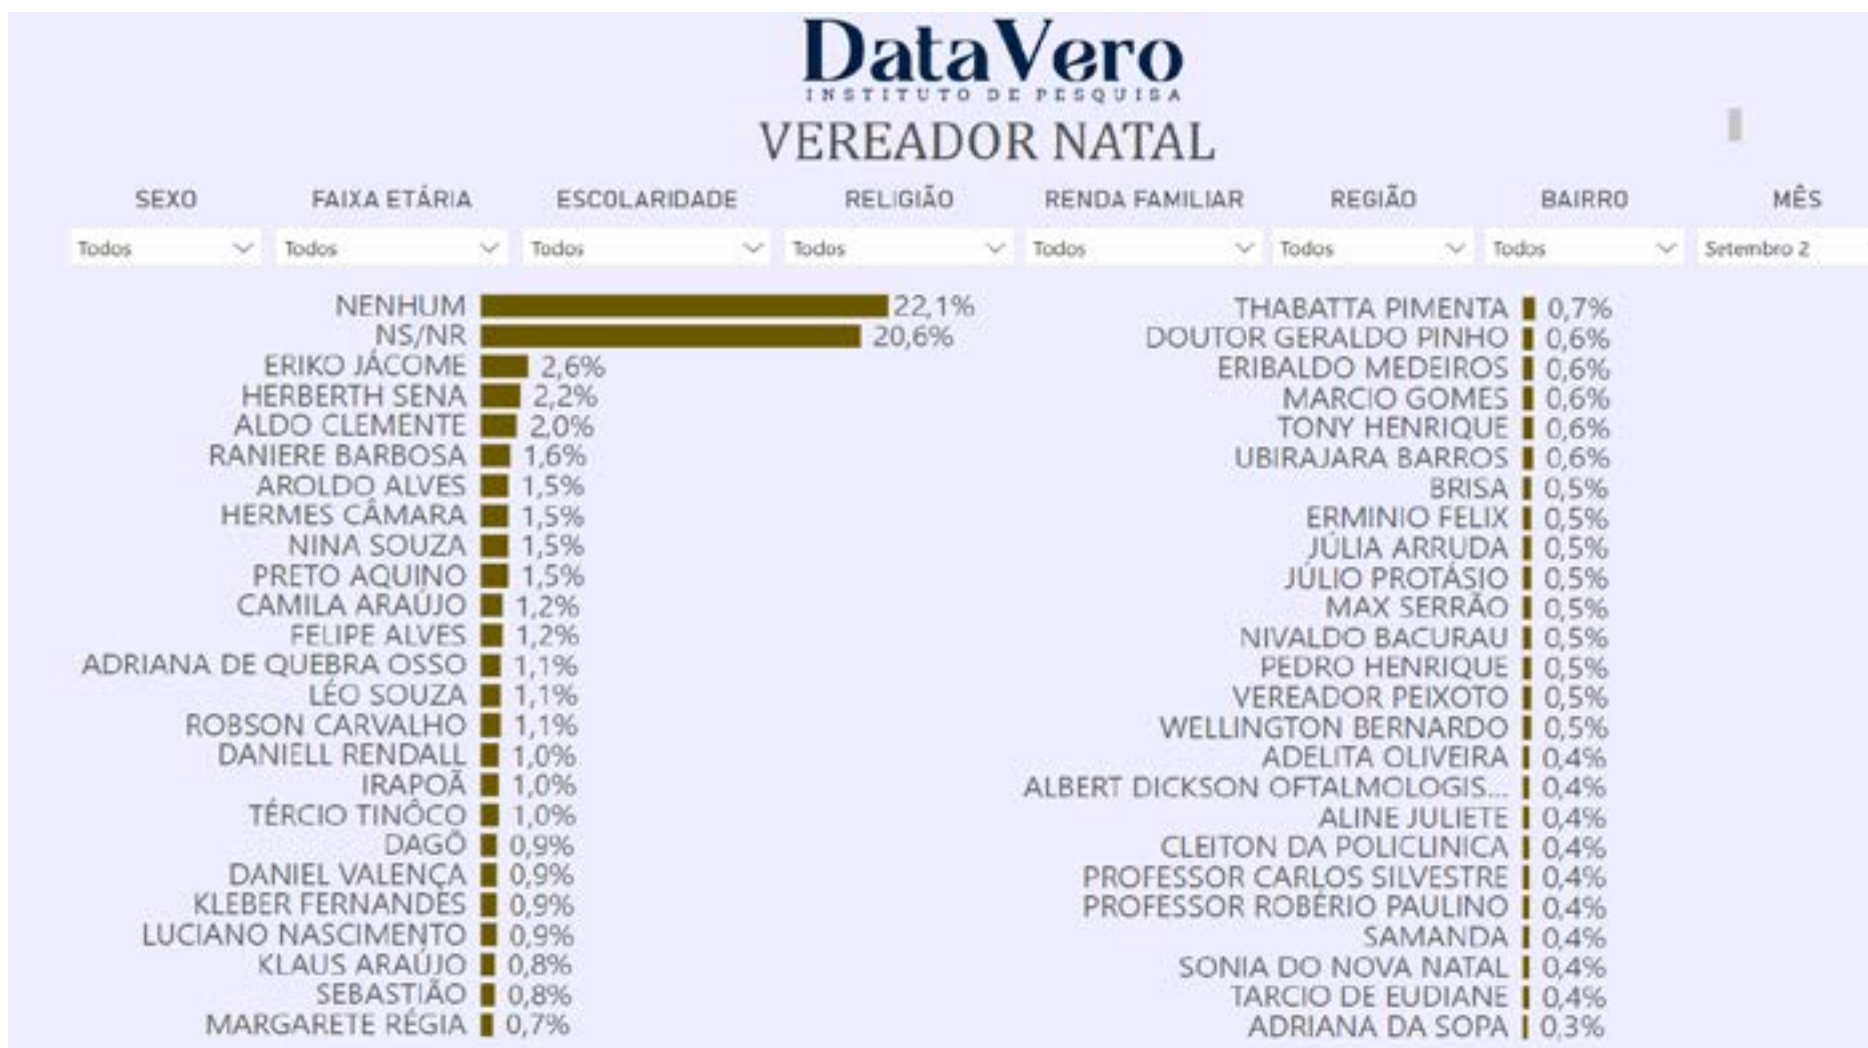 DataVero
INSTITUTO DE PESQUISA
VEREADOR NATAL
SEXO FAIXA ETÁRIA ESCOLARIDADE RELIGIÃO RENDA FAMILIAR REGIÃO BAIRRO MÊS
Todos Todos Todos Todos Todos Todos Todos Setembro 2
NENHUM 22,1%
NS/NR 20,6%
ERIKO JÁCOME 2,6%
HERBERTH SENA 2,2%
ALDO CLEMENTE 2,0%
RANIERE BARBOSA 1,6%
AROLDO ALVES 1,5%
HERMES CÂMARA 1,5%
NINA SOUZA 1,5%
PRETO AQUINO 1,5%
CAMILA ARAÚJO 1,2%
FELIPE ALVES 1,2%
ADRIANA DE QUEBRA OSSO 1,1%
LÉO SOUZA 1,1%
ROBSON CARVALHO 1,1%
DANIELL RENDALL 1,0%
IRAPOÃ 1,0%
TÉRCIO TINÔCO 1,0%
DAGÔ 0,9%
DANIEL VALENÇA 0,9%
KLEBER FERNANDES 0,9%
LUCIANO NASCIMENTO 0,9%
KLAUS ARAÚJO 0,8%
SEBASTIÃO 0,8%
MARGARETE RÉGIA 0,7%
THABATTA PIMENTA 0,7%
DOUTOR GERALDO PINHO 0,6%
ERIBALDO MEDEIROS 0,6%
MARCIO GOMES 0,6%
TONY HENRIQUE 0,6%
UBIRAJARA BARROS 0,6%
BRISA 0,5%
ERMINIO FELIX 0,5%
JÚLIA ARRUDA 0,5%
JÚLIO PROTÁSIO 0,5%
MAX SERRÃO 0,5%
NIVALDO BACURAU 0,5%
PEDRO HENRIQUE 0,5%
VEREADOR PEIXOTO 0,5%
WELLINGTON BERNARDO 0,5%
ADELITA OLIVEIRA 0,4%
ALBERT DICKSON OFTALMOLOGIS... 0,4%
ALINE JULIETE 0,4%
CLEITON DA POLICLINICA 0,4%
PROFESSOR CARLOS SILVESTRE 0,4%
PROFESSOR ROBÉRIO PAULINO 0,4%
SAMANDA 0,4%
SONIA DO NOVA NATAL 0,4%
TARCIO DE EUDIANE 0,4%
ADRIANA DA SOPA 0,3%